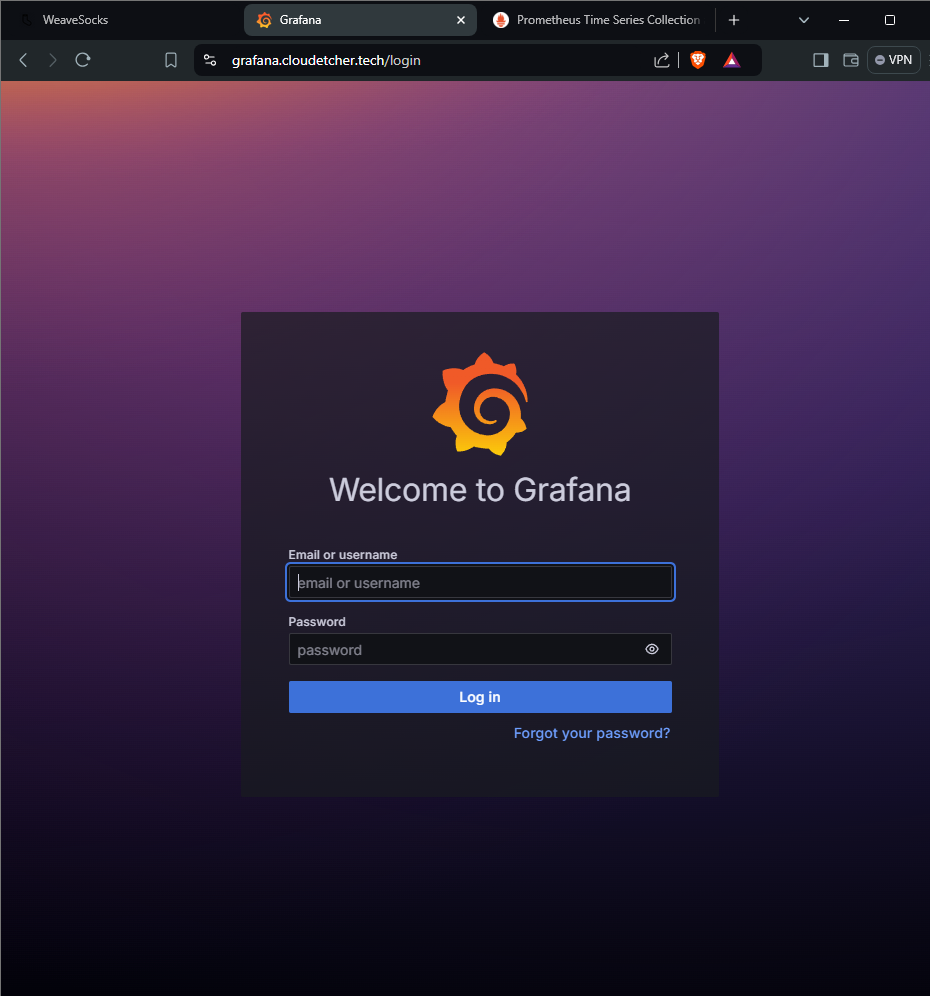 WeaveSocks
Grafana
Prometheus Time Series Collection
grafana.cloudetcher.tech/login
VPN
Welcome to Grafana
Email or username
email or username
Password
password
Log in
Forgot your password?